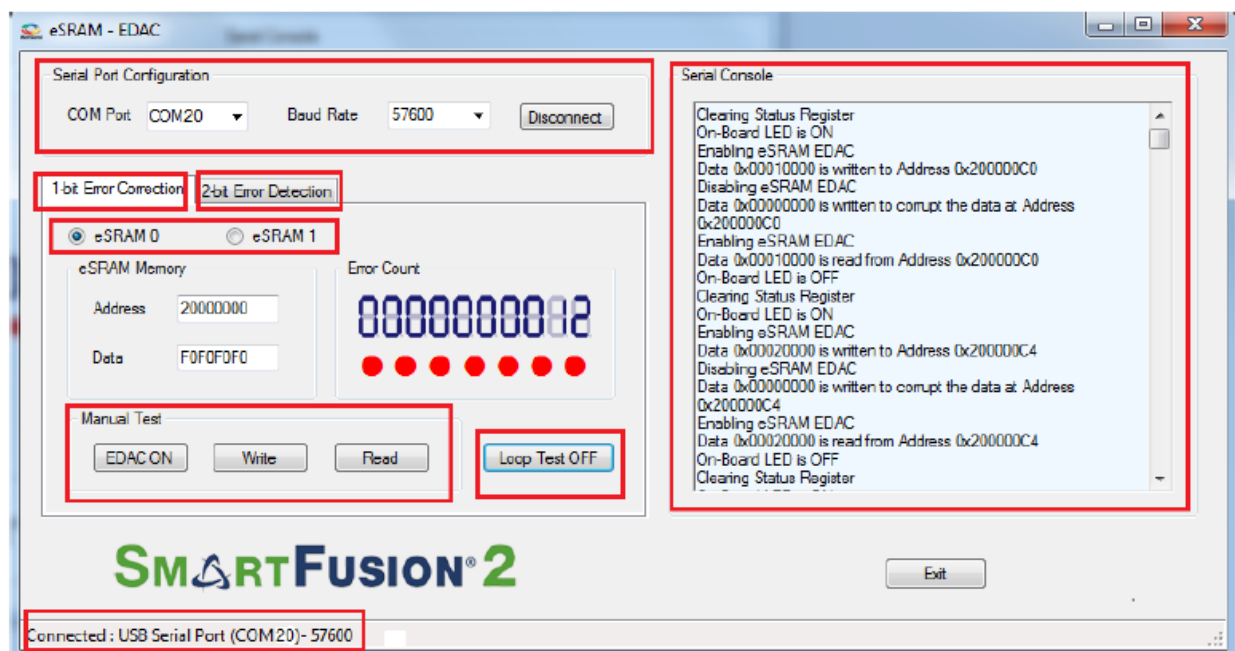 eSRAM - EDAC
Serial Port Configuration
COM Port COM20 Baud Rate 57600 Disconnect
1-bit Error Correction 2-bit Error Detection
eSRAM 0 eSRAM 1
eSRAM Memory
Address 20000000
Data F0F0F0F0
Error Count
0000000012
Manual Test
EDAC ON Write Read
Loop Test OFF
Serial Console
Clearing Status Register
On-Board LED is ON
Enabling eSRAM EDAC
Data 0x00010000 is written to Address 0x200000C0
Disabling eSRAM EDAC
Data 0x00000000 is written to corrupt the data at Address
0x200000C0
Enabling eSRAM EDAC
Data 0x00010000 is read from Address 0x200000C0
On-Board LED is OFF
Clearing Status Register
On-Board LED is ON
Enabling eSRAM EDAC
Data 0x00020000 is written to Address 0x200000C4
Disabling eSRAM EDAC
Data 0x00000000 is written to corrupt the data at Address
0x200000C4
Enabling eSRAM EDAC
Data 0x00020000 is read from Address 0x200000C4
On-Board LED is OFF
Clearing Status Register
SMARTFUSION® 2
Exit
Connected : USB Serial Port (COM20)- 57600